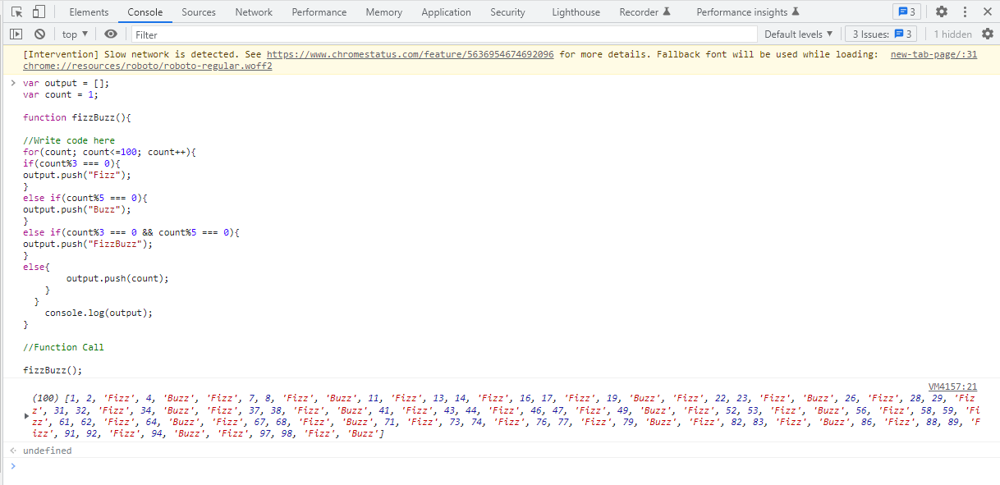 Elements Console Sources Network Performance Memory Application Security Lighthouse Recorder Performance insights 3
top ▼ Filter Default levels ▼ 3 Issues: 3 1 hidden
[Intervention] Slow network is detected. See https://www.chromestatus.com/feature/5636954674692096 for more details. Fallback font will be used while loading: new-tab-page/:31
chrome://resources/roboto/roboto-regular.woff2
> var output = [];
var count = 1;
function fizzBuzz(){
//Write code here
for(count; count<=100; count++){
if(count%3 === 0){
output.push("Fizz");
}
else if(count%5 === 0){
output.push("Buzz");
}
else if(count%3 === 0 && count%5 === 0){
output.push("FizzBuzz");
}
else{
output.push(count);
}
}
console.log(output);
}
//Function Call
fizzBuzz();
VM4157:21
(100) [1, 2, 'Fizz', 4, 'Buzz', 'Fizz', 7, 8, 'Fizz', 'Buzz', 11, 'Fizz', 13, 14, 'Fizz', 16, 17, 'Fizz', 19, 'Buzz', 'Fizz', 22, 23, 'Fizz', 'Buzz', 26, 'Fizz', 28, 29, 'Fiz
z', 31, 32, 'Fizz', 34, 'Buzz', 'Fizz', 37, 38, 'Fizz', 'Buzz', 41, 'Fizz', 43, 44, 'Fizz', 46, 47, 'Fizz', 49, 'Buzz', 'Fizz', 52, 53, 'Fizz', 'Buzz', 56, 'Fizz', 58, 59, 'Fi
zz', 61, 62, 'Fizz', 64, 'Buzz', 'Fizz', 67, 68, 'Fizz', 'Buzz', 71, 'Fizz', 73, 74, 'Fizz', 76, 77, 'Fizz', 79, 'Buzz', 'Fizz', 82, 83, 'Fizz', 'Buzz', 86, 'Fizz', 88, 89, 'F
izz', 91, 92, 'Fizz', 94, 'Buzz', 'Fizz', 97, 98, 'Fizz', 'Buzz']
undefined
>